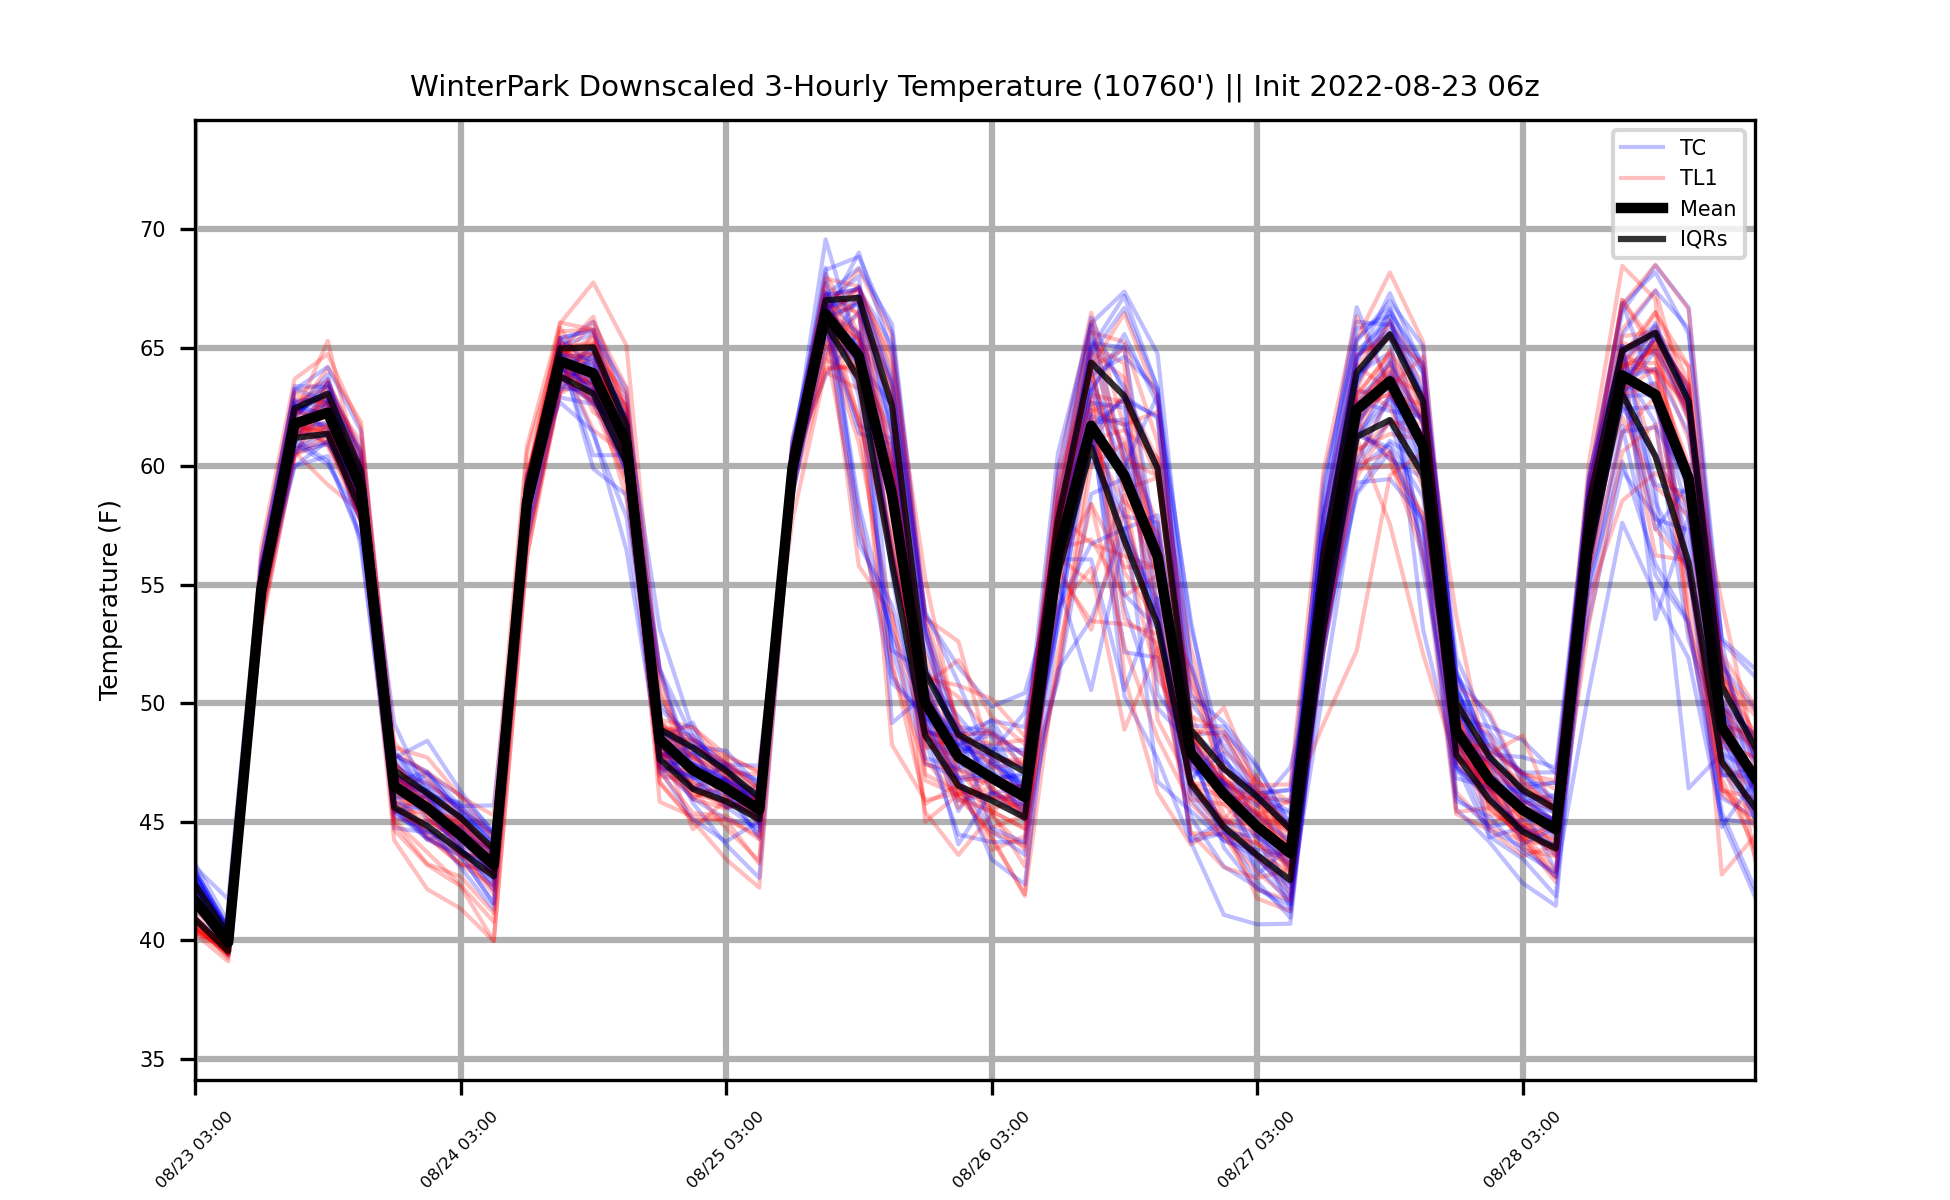 WinterPark Downscaled 3-Hourly Temperature (10760') || Init 2022-08-23 06z
TC
TL1
Mean
IQRs
Temperature (F)
70
65
60
55
50
45
40
35
08/23 03:00
08/24 03:00
08/25 03:00
08/26 03:00
08/27 03:00
08/28 03:00